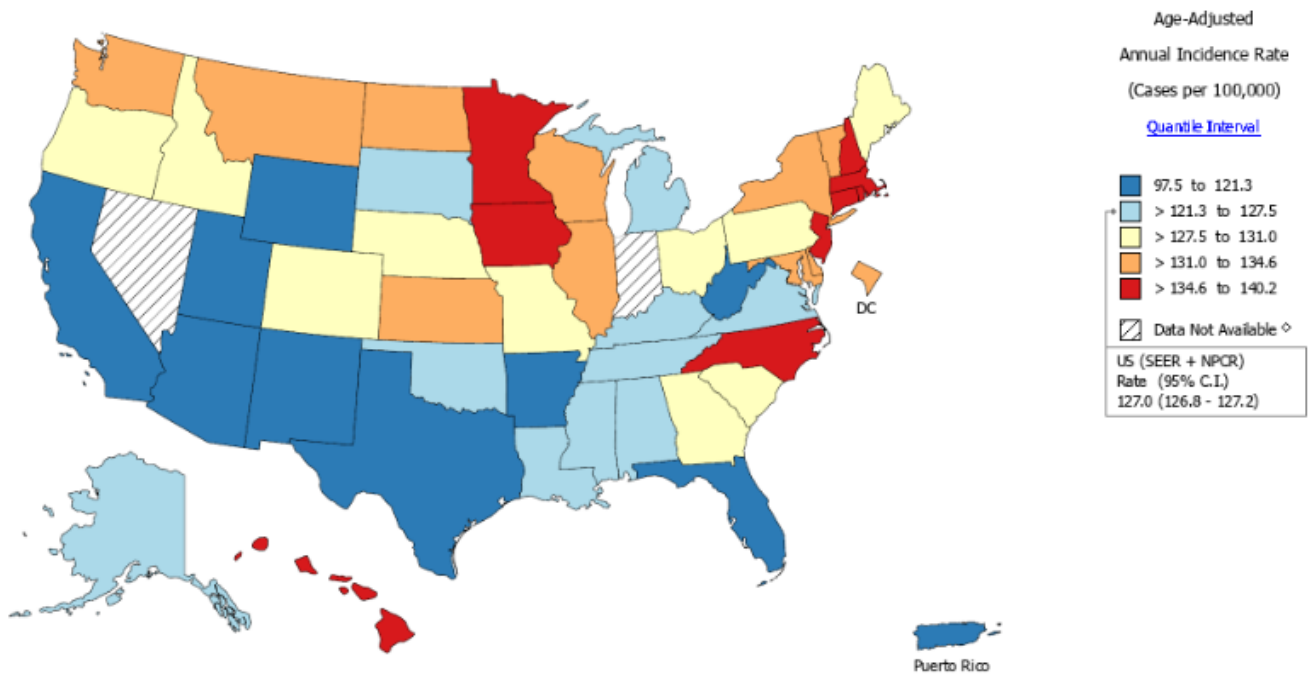 Age-Adjusted
Annual Incidence Rate
(Cases per 100,000)
Quantile Interval
97.5 to 121.3
> 121.3 to 127.5
> 127.5 to 131.0
> 131.0 to 134.6
> 134.6 to 140.2
Data Not Available ◇
US (SEER + NPCR)
Rate (95% C.I.)
127.0 (126.8 - 127.2)
DC
Puerto Rico